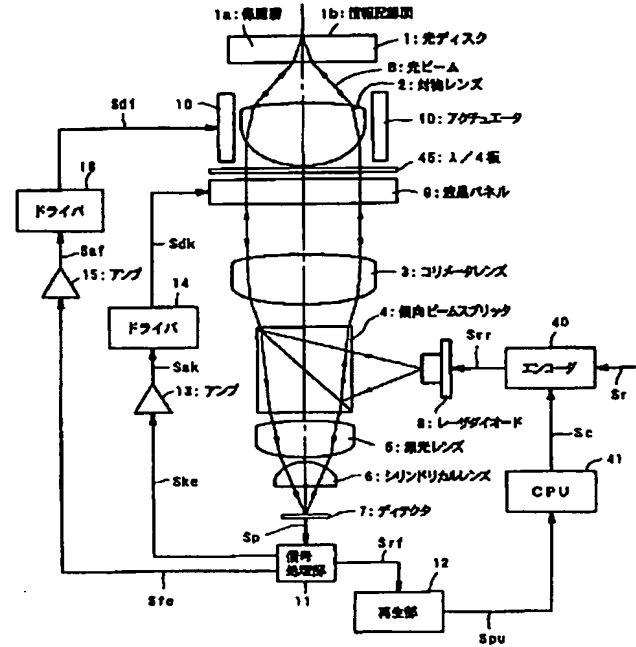 1a:保護層
1b:情報記録面
1:光ディスク
B:光ビーム
2:対物レンズ
10
10:アクチュエータ
Sdf
45:λ/4板
16
ドライバ
9:液晶パネル
Saf
Sdk
15:アンプ
14
ドライバ
3:コリメータレンズ
4:偏向ビームスプリッタ
Srr
40
エンコーダ
Sr
Sak
13:アンプ
8:レーザダイオード
Sc
5:集光レンズ
41
CPU
6:シリンドリカルレンズ
Ske
7:ディテクタ
Sp
信号
処理部
11
Srf
12
再生部
Sfe
Spu